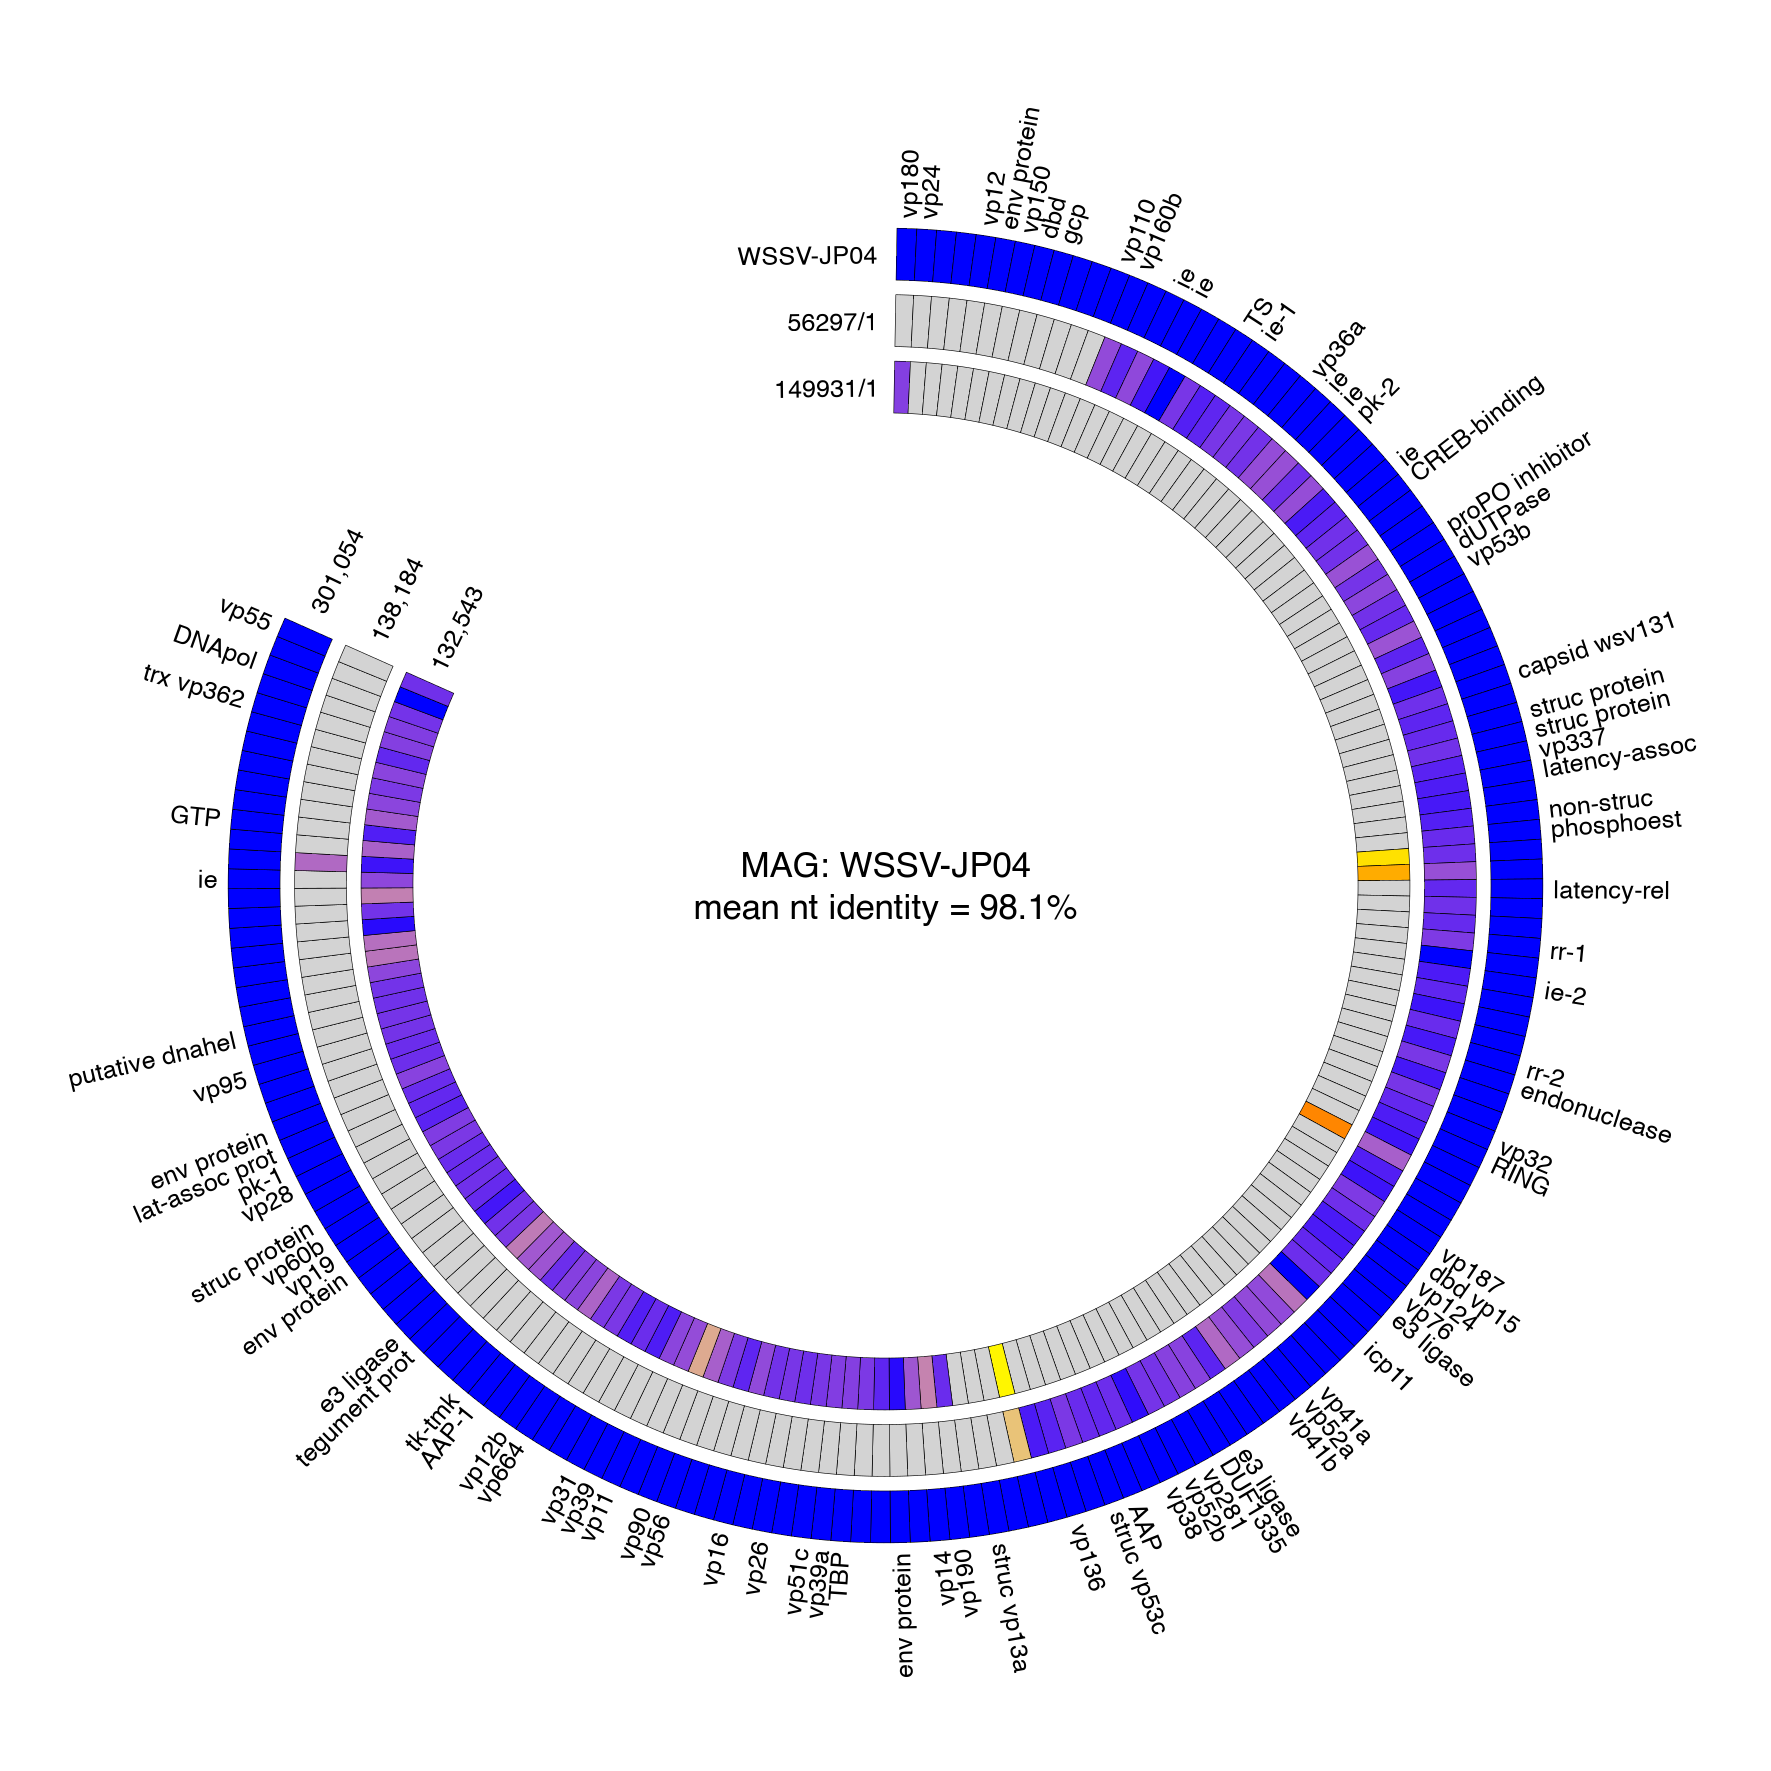 WSSV-JP04
56297/1
149931/1
vp180
vp24
vp12
env protein
vp150
dbd
gcp
vp110
vp160b
ie
ie
TS
ie-1
vp36a
ie
ie
pk-2
ie
CREB-binding
proPO inhibitor
dUTPase
vp53b
capsid wsv131
struc protein
struc protein
vp337
latency-assoc
non-struc
phosphoest
latency-rel
rr-1
ie-2
rr-2
endonuclease
vp32
RING
vp187
dbd vp15
vp124
vp76
e3 ligase
icp11
vp41a
vp52a
vp41b
e3 ligase
DUF1335
vp281
vp52b
vp38
AAP
struc vp53c
vp136
struc vp13a
vp190
vp14
env protein
TBP
vp39a
vp51c
vp26
vp16
vp56
vp90
vp11
vp39
vp31
vp664
vp12b
AAP-1
tk-tmk
tegument prot
e3 ligase
env protein
vp19
vp60b
struc protein
vp28
pk-1
lat-assoc prot
env protein
vp95
putative dnahel
ie
GTP
trx vp362
DNApol
vp55
301,054
138,184
132,543
MAG: WSSV-JP04
mean nt identity = 98.1%